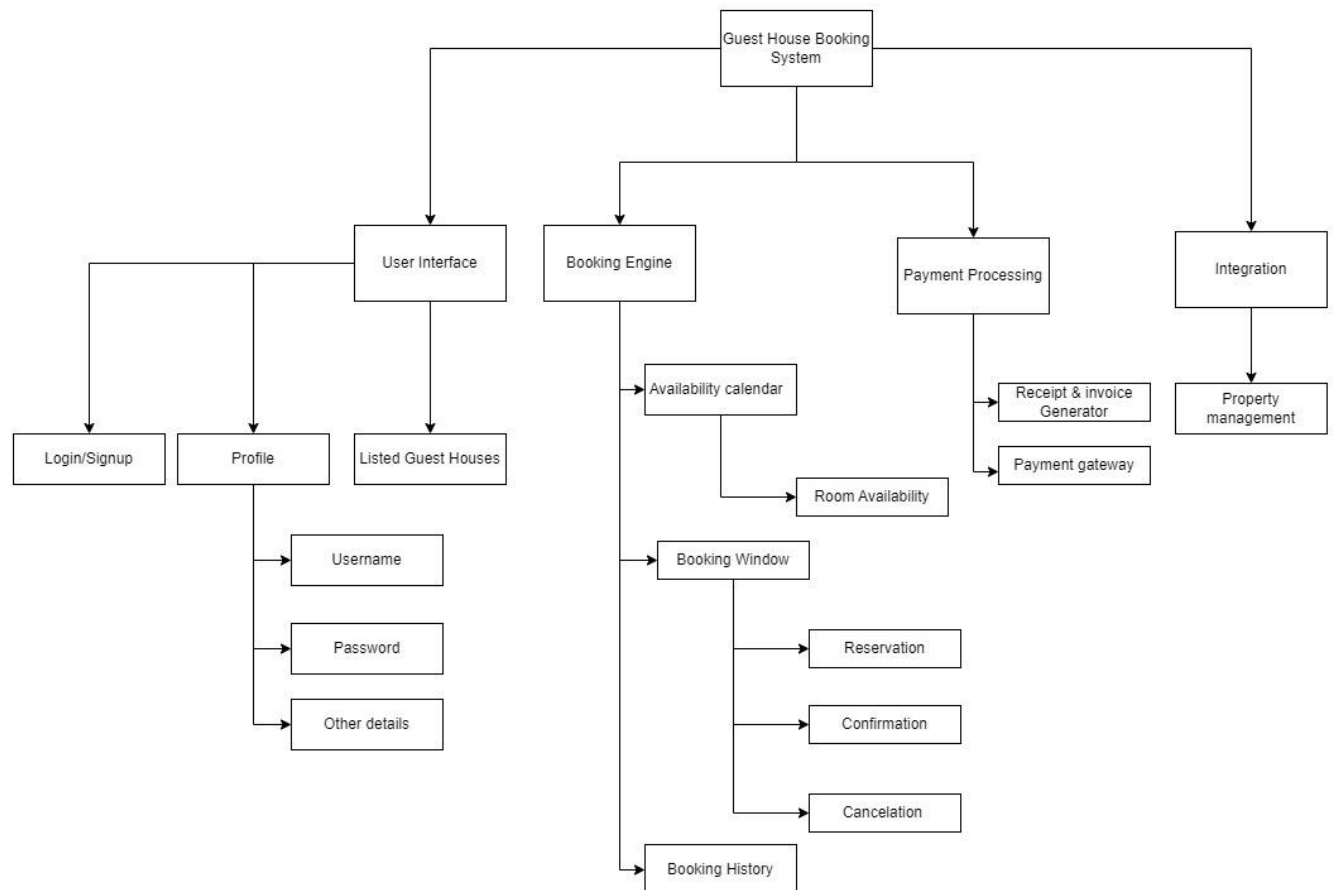 Guest House Booking
System
User Interface
Booking Engine
Payment Processing
Integration
Availability calendar
Receipt & invoice
Generator
Property
management
Login/Signup
Profile
Listed Guest Houses
Payment gateway
Room Availability
Username
Booking Window
Password
Reservation
Other details
Confirmation
Cancelation
Booking History